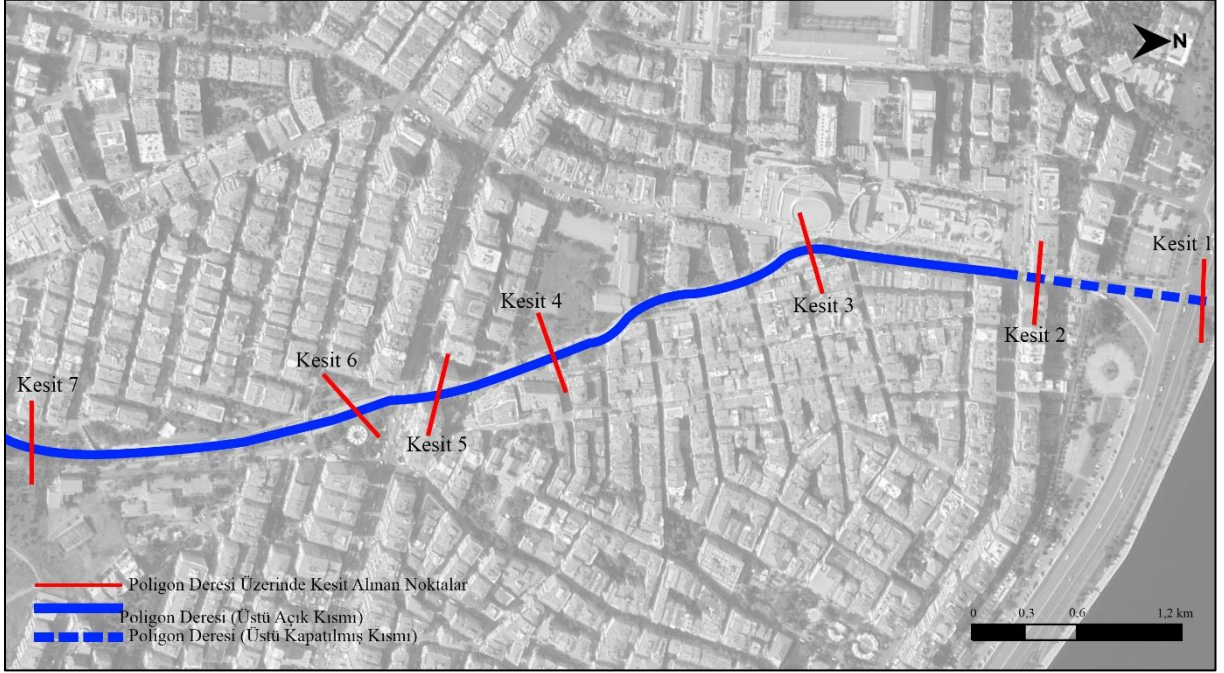 N
Kesit 1
Kesit 2
Kesit 3
Kesit 4
Kesit 5
Kesit 6
Kesit 7
Poligon Deresi Üzerinde Kesit Alınan Noktalar
Poligon Deresi (Üstü Açık Kısmı)
Poligon Deresi (Üstü Kapatılmış Kısmı)
0 0,3 0,6 1,2 km